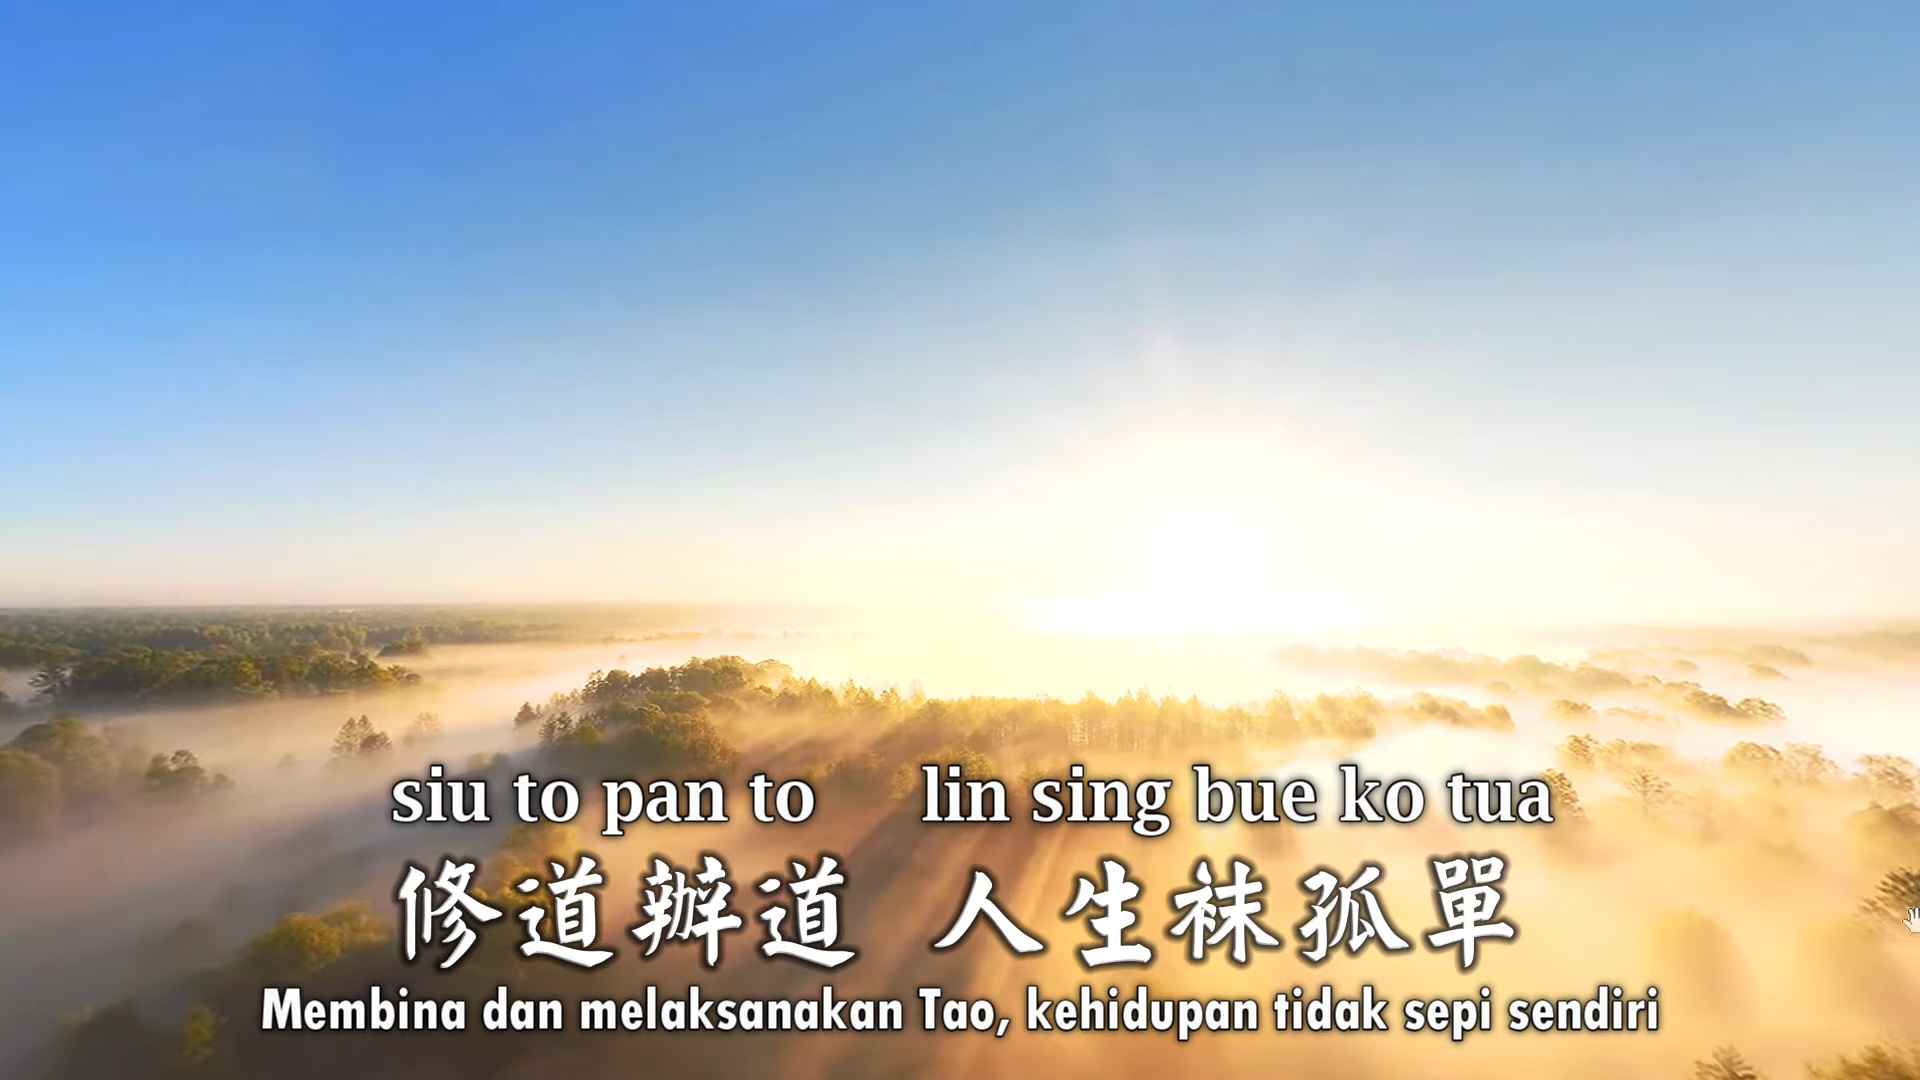 siu to pan to lin sing bue ko tua
修道辦道 人生袜孤單
Membina dan melaksanakan Tao, kehidupan tidak sepi sendiri